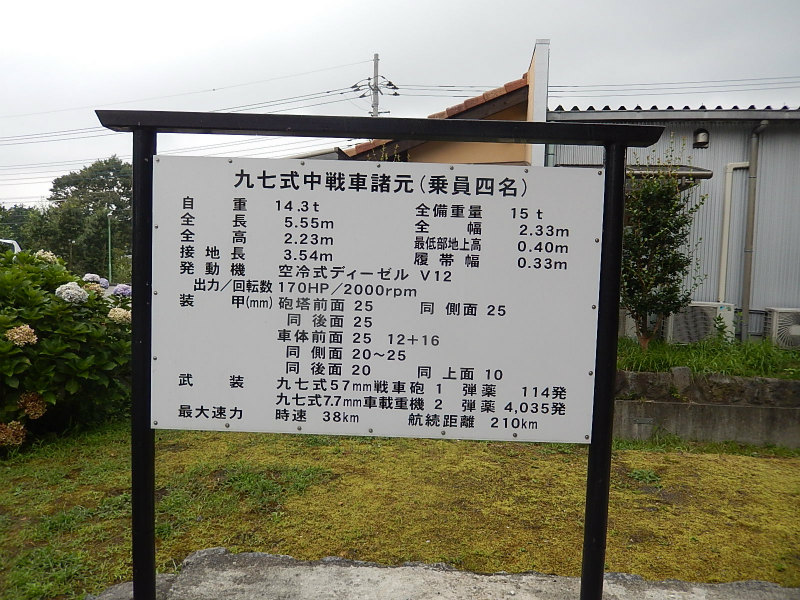 九七式中戦車諸元(乗員四名)
自重 14.3t 全備重量 15t
全長 5.55m 全幅 2.33m
全高 2.23m 最低部地上高 0.40m
接地長 3.54m 履帯幅 0.33m
発動機 空冷式ディーゼル V12
出力/回転数 170HP/2000rpm
装甲(mm) 砲塔前面 25 同側面 25
同後面 25
車体前面 25 12+16
同側面 20~25
同後面 20 同上面 10
武装 九七式57mm戦車砲 1 弾薬 114発
九七式7.7mm車載重機 2 弾薬 4,035発
最大速力 時速 38km 航続距離 210km